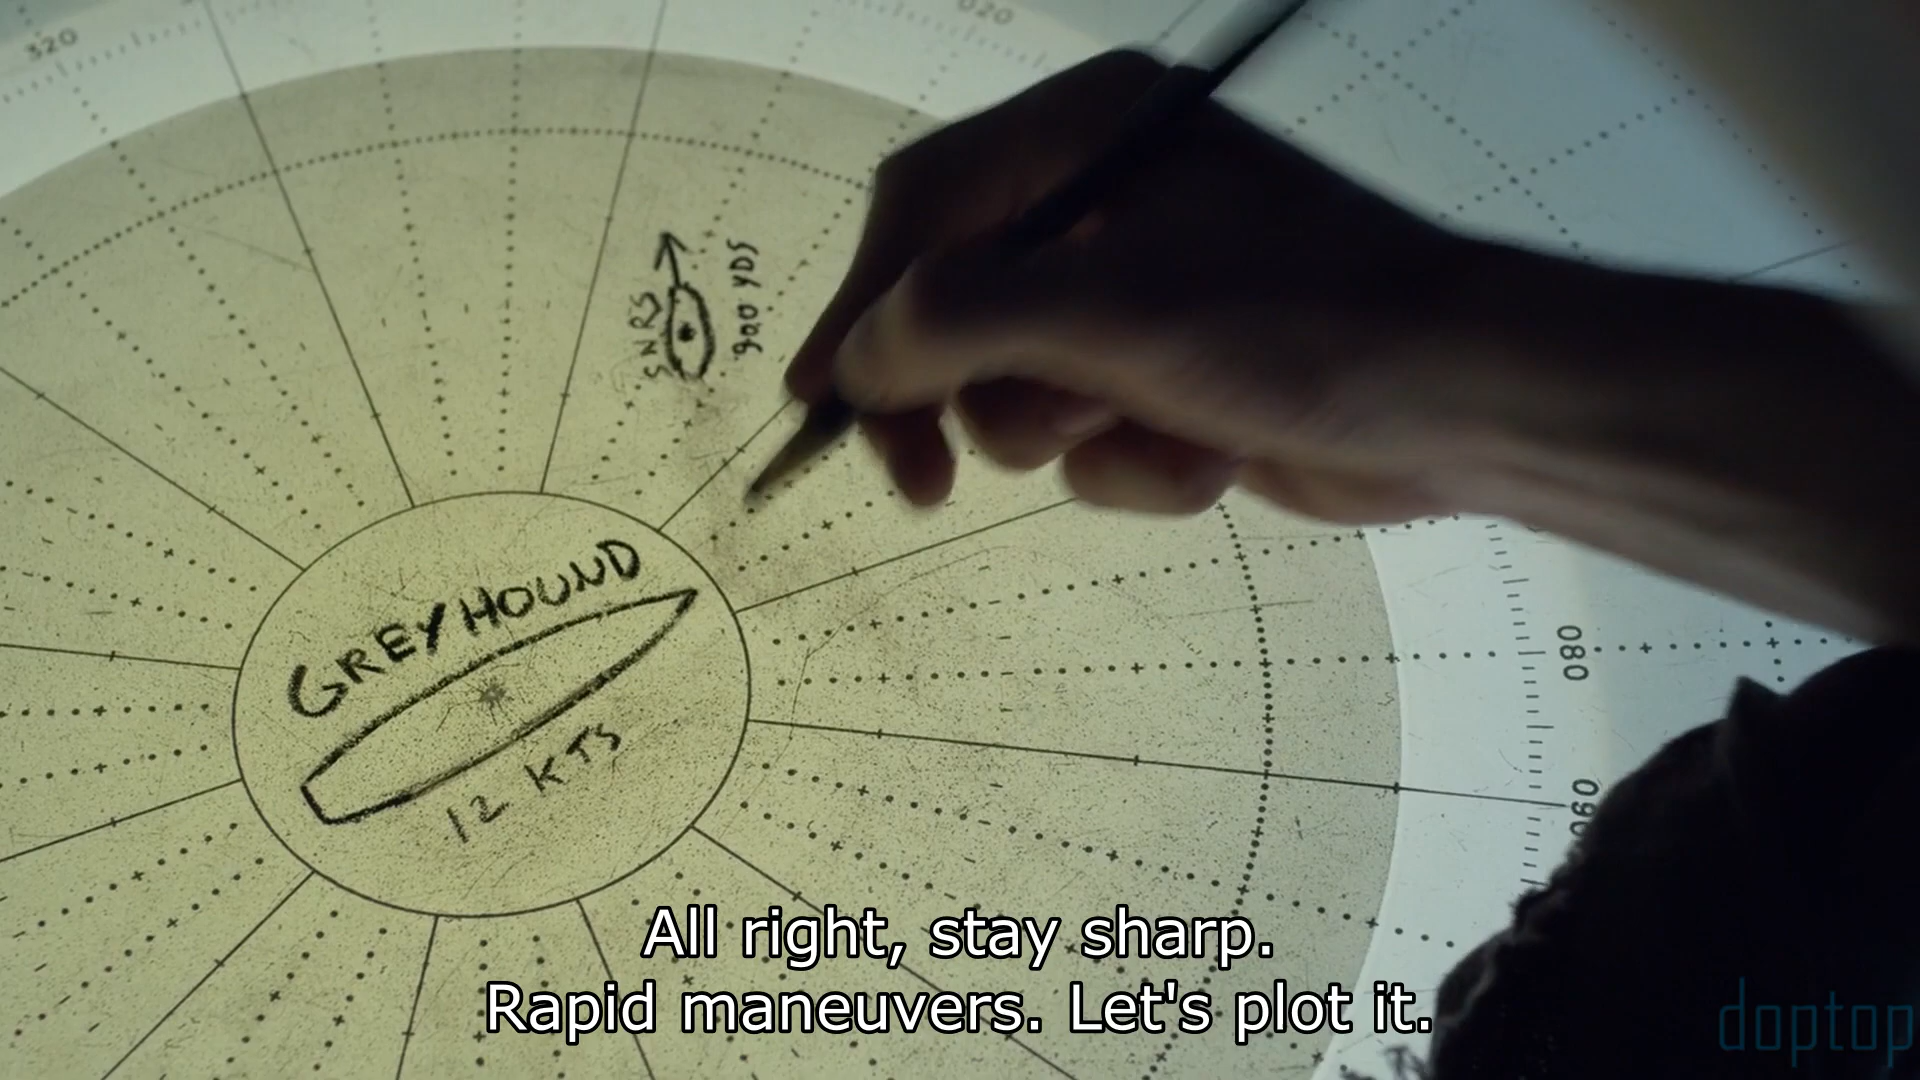 320
020
900 YDS
SNRS
080
090
GREYHOUND
12 KTS
All right, stay sharp.
Rapid maneuvers. Let's plot it.
doptop